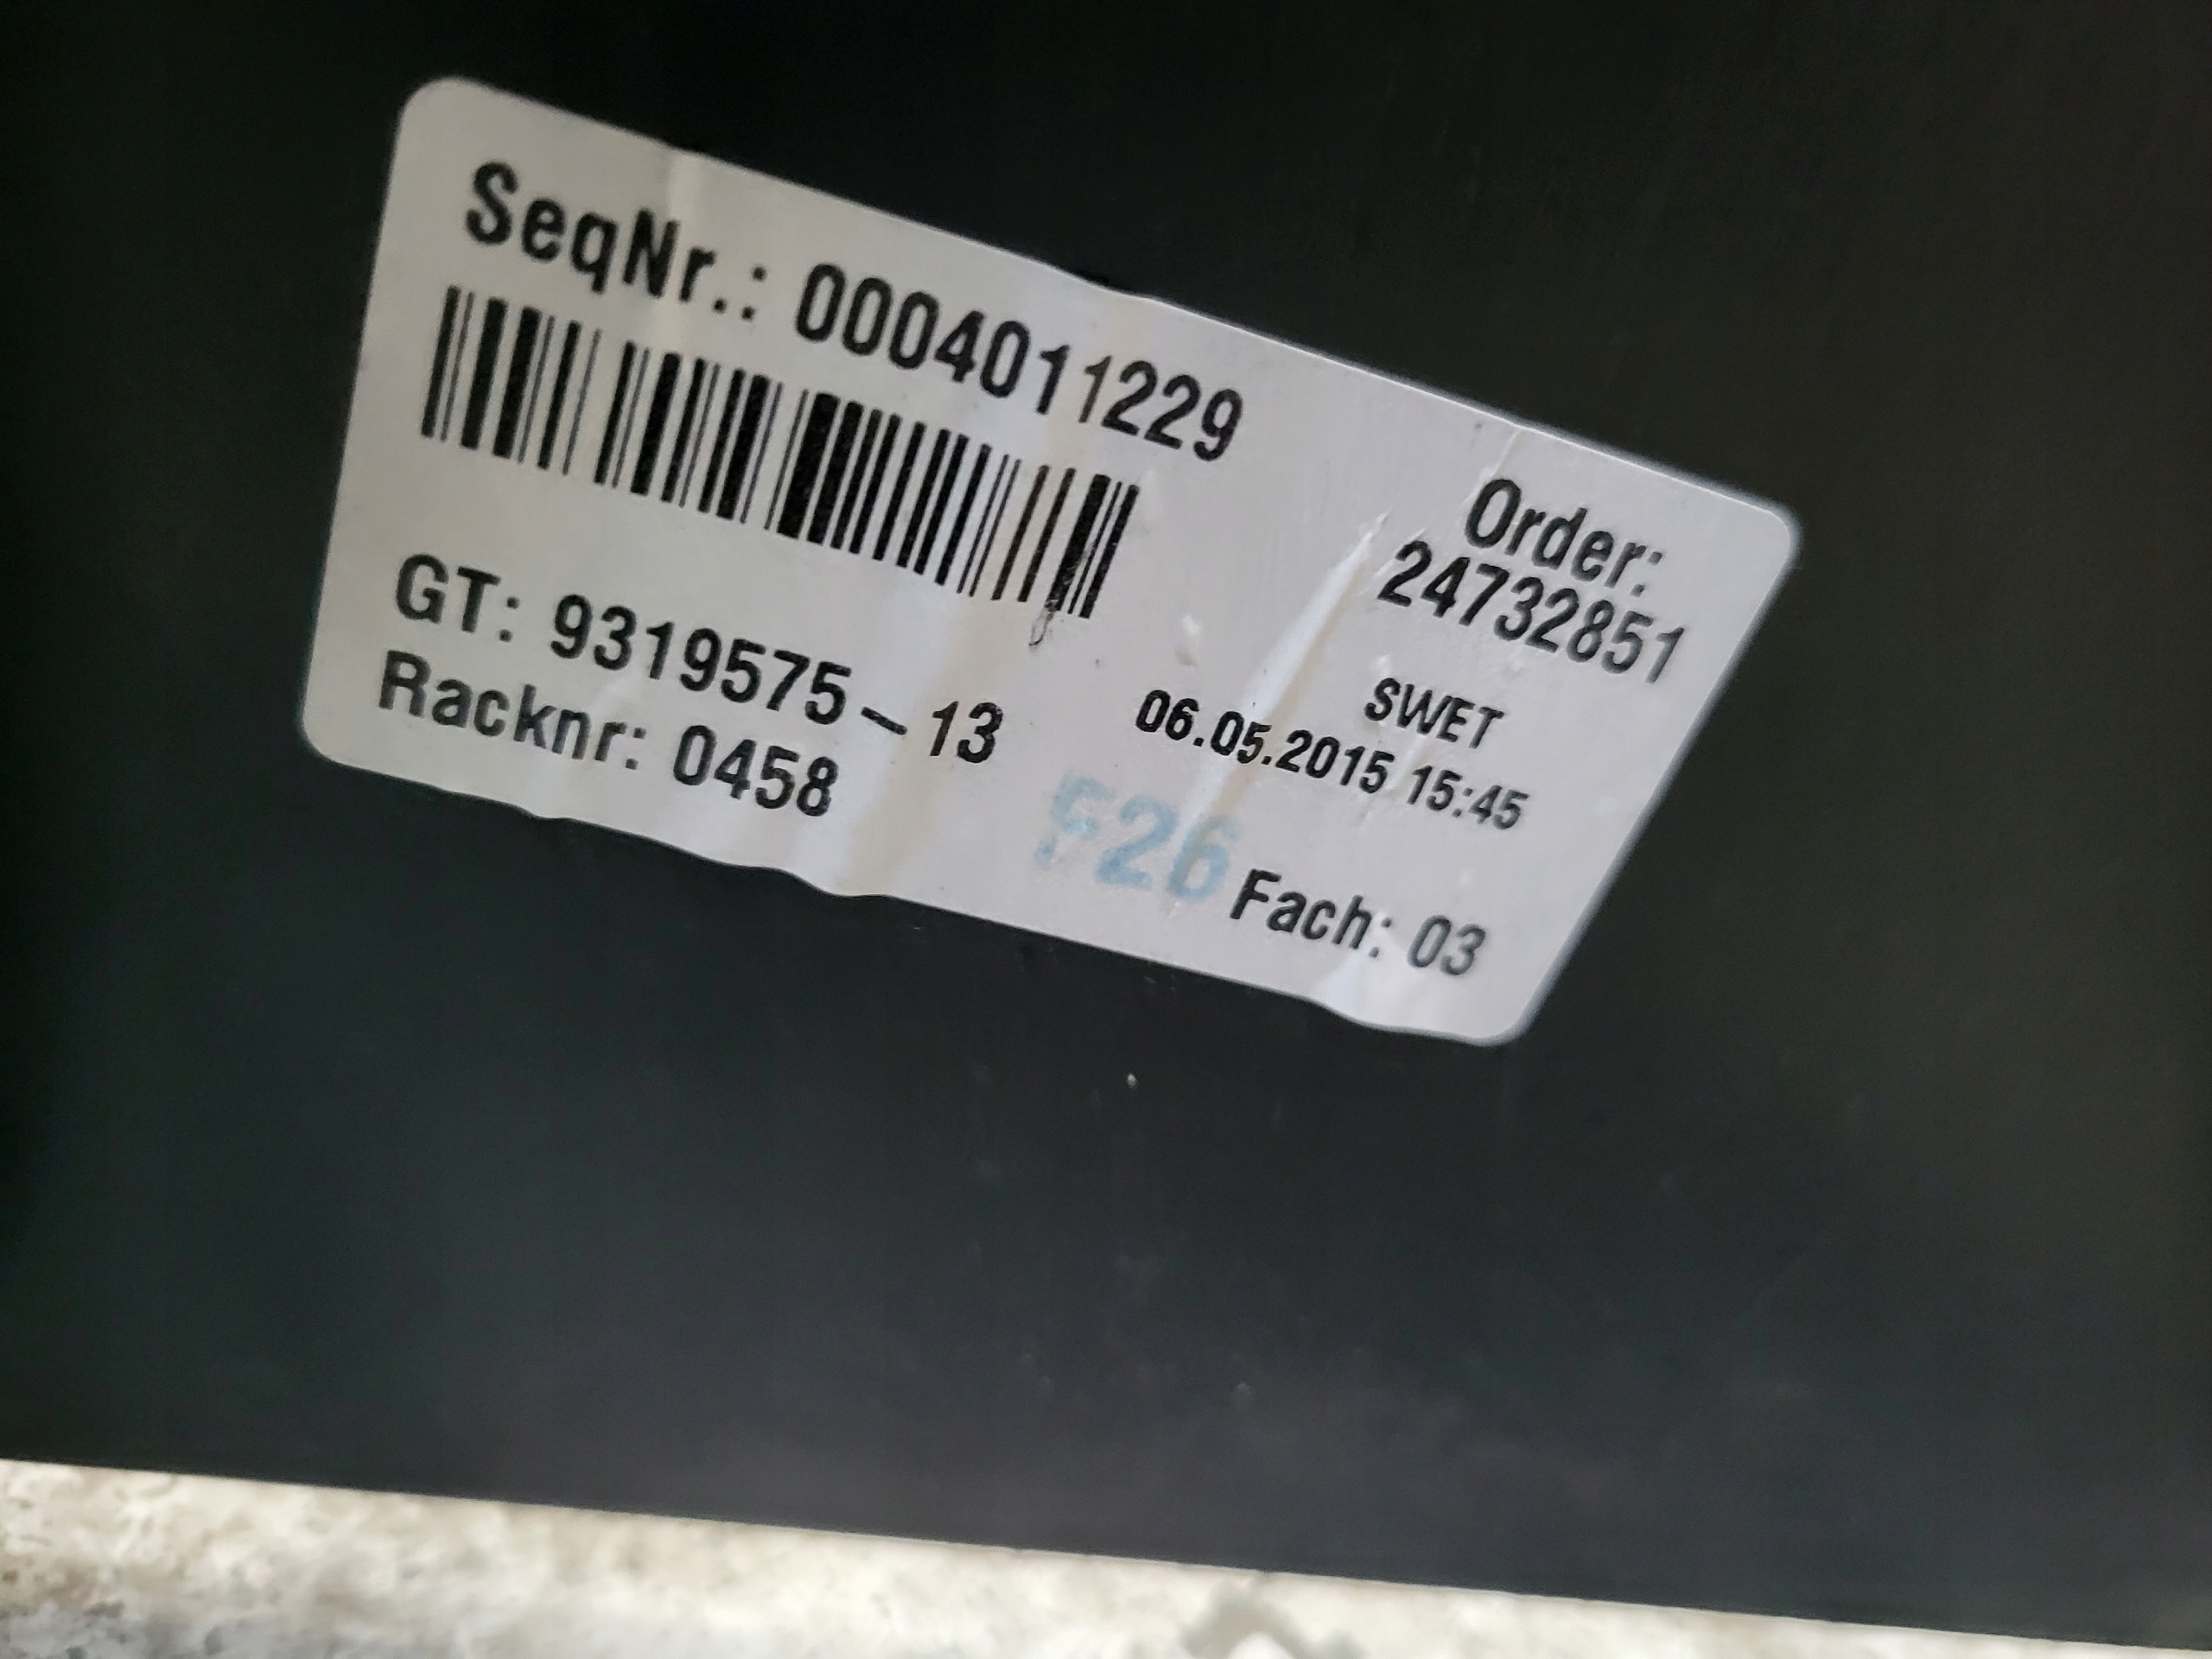 SeqNr.: 0004011229
Order:
24732851
GT: 9319575-13
SWET
06.05.2015 15:45
Racknr: 0458
F26
Fach: 03